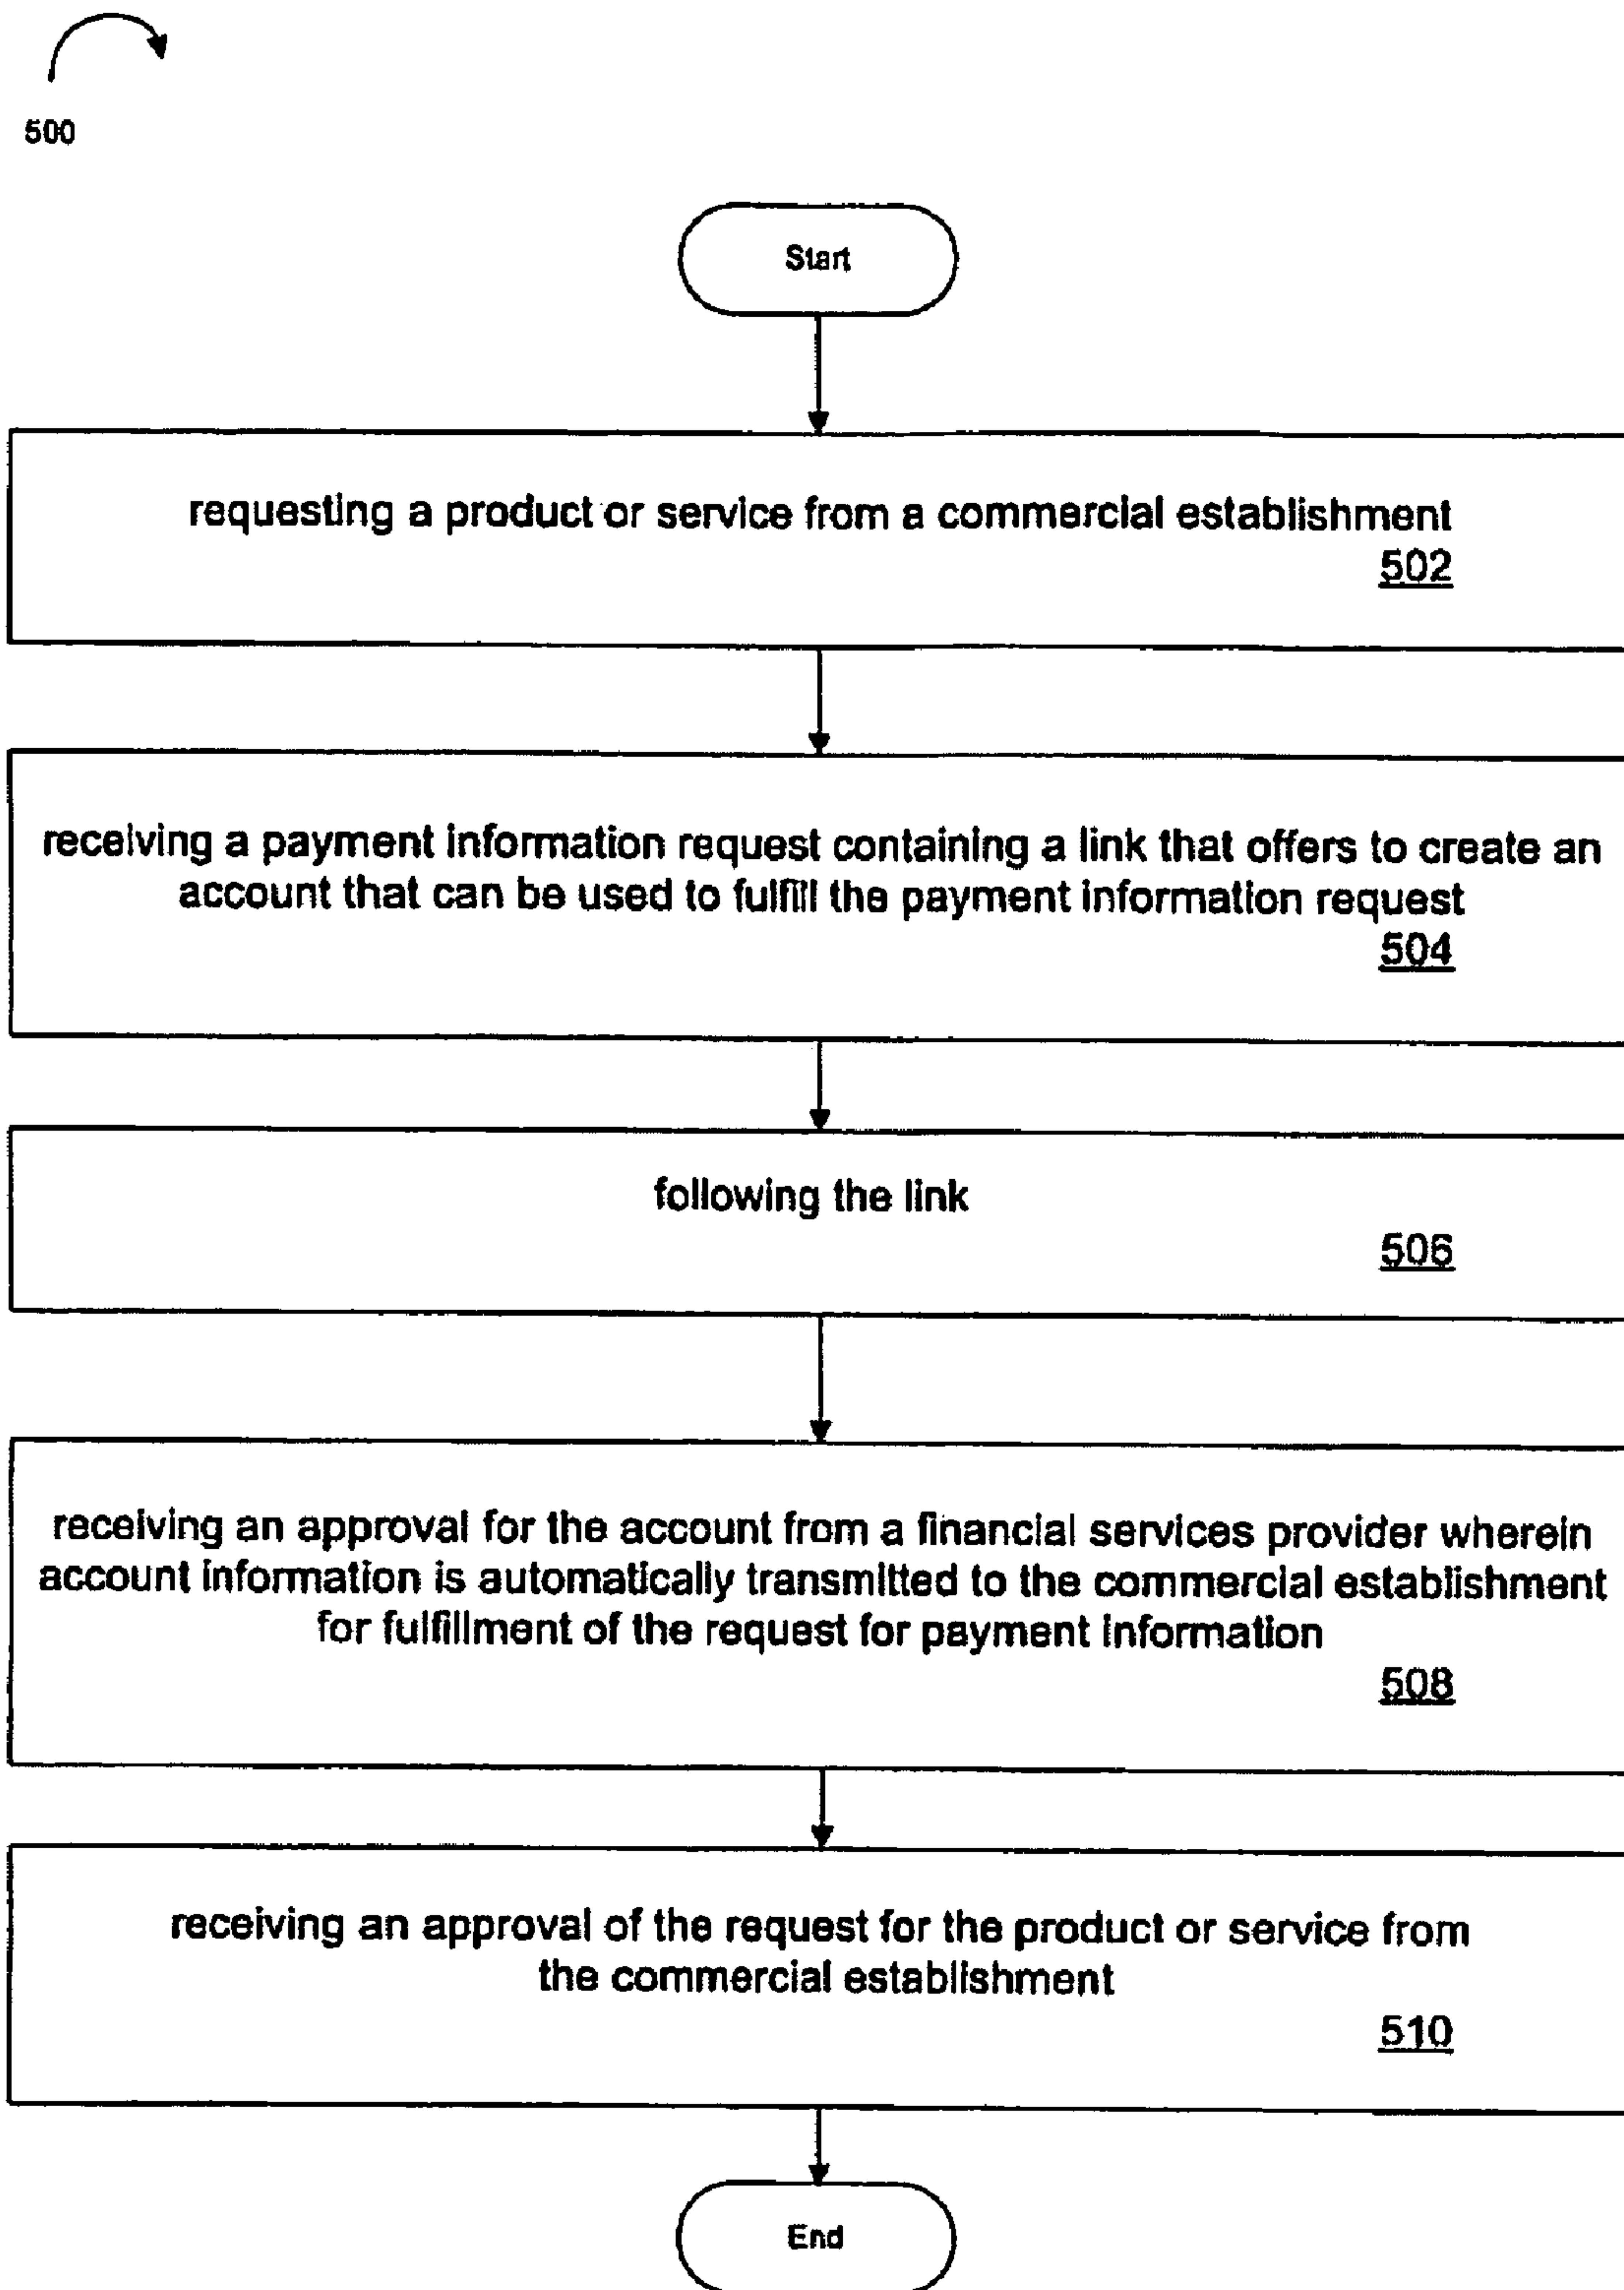 500
Start
requesting a product or service from a commercial establishment
502
receiving a payment information request containing a link that offers to create an
account that can be used to fulfill the payment information request
504
following the link
506
receiving an approval for the account from a financial services provider wherein
account information is automatically transmitted to the commercial establishment
for fulfillment of the request for payment information
508
receiving an approval of the request for the product or service from
the commercial establishment
510
End